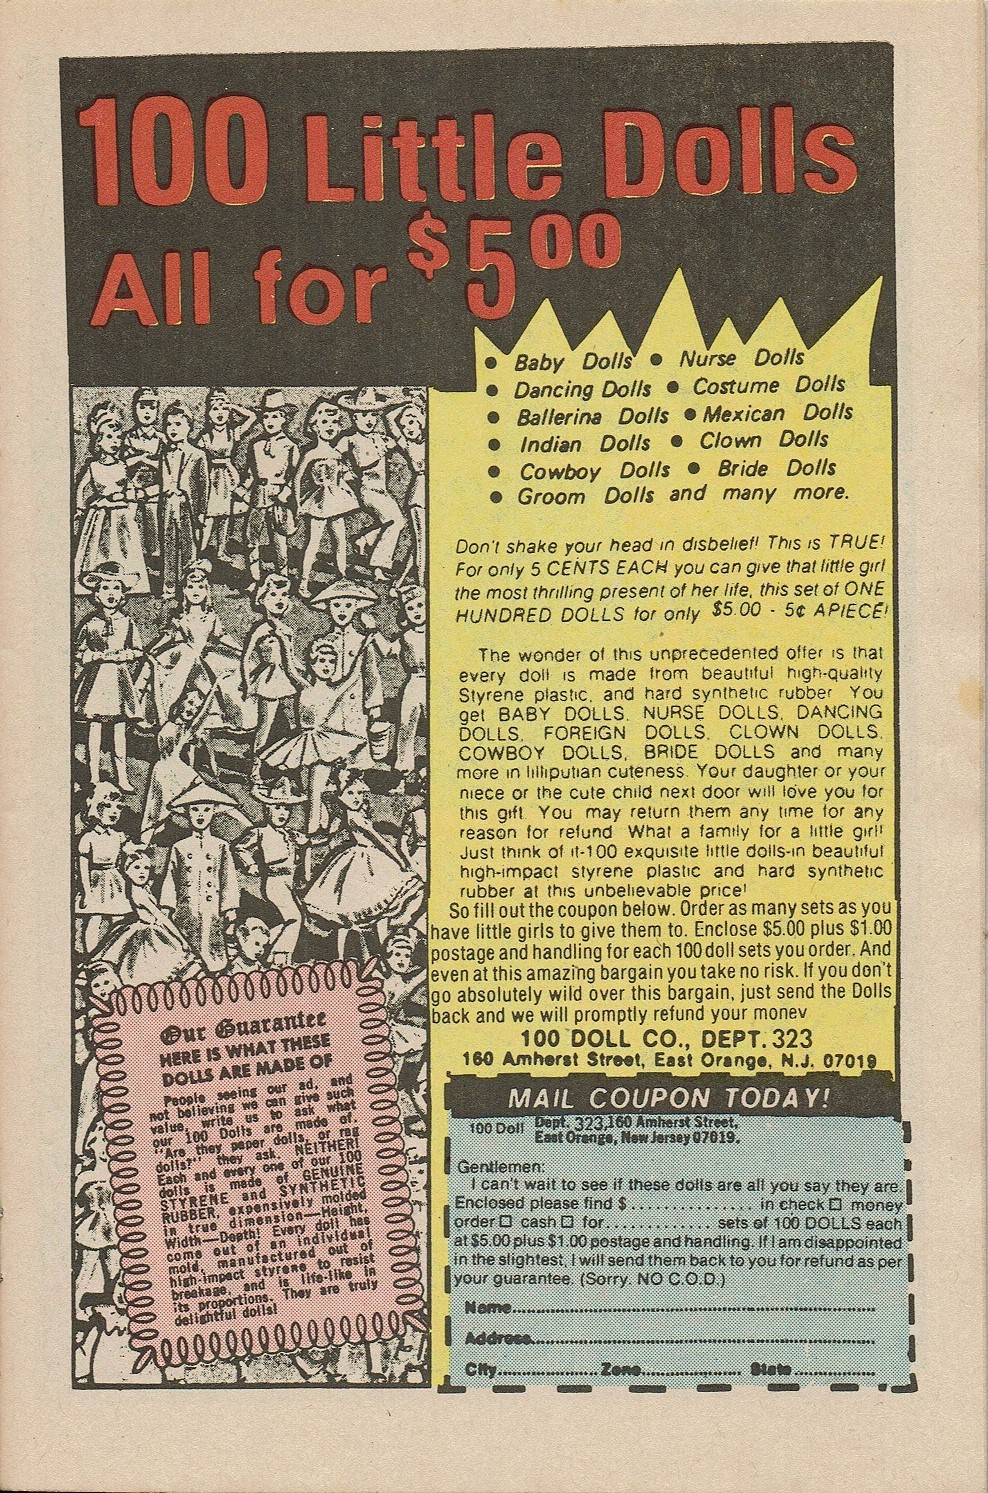 100 Little Dolls
All for $5.00
• Baby Dolls • Nurse Dolls
• Dancing Dolls • Costume Dolls
• Ballerina Dolls • Mexican Dolls
• Indian Dolls • Clown Dolls
• Cowboy Dolls • Bride Dolls
• Groom Dolls and many more.
Don't shake your head in disbelief! This is TRUE!
For only 5 CENTS EACH you can give that little girl
the most thrilling present of her life, this set of ONE
HUNDRED DOLLS for only $5.00 - 5¢ APIECE!
The wonder of this unprecedented offer is that
every doll is made from beautiful high-quality
Styrene plastic, and hard synthetic rubber You
get BABY DOLLS, NURSE DOLLS, DANCING
DOLLS, FOREIGN DOLLS, CLOWN DOLLS,
COWBOY DOLLS, BRIDE DOLLS and many
more in lilliputian cuteness. Your daughter or your
niece or the cute child next door will love you for
this gift. You may return them any time for any
reason for refund What a family for a little girl!
Just think of it-100 exquisite little dolls-in beautiful
high-impact styrene plastic and hard synthetic
rubber at this unbelievable price!
So fill out the coupon below. Order as many sets as you
have little girls to give them to. Enclose $5.00 plus $1.00
postage and handling for each 100 doll sets you order. And
even at this amazing bargain you take no risk. If you don't
go absolutely wild over this bargain, just send the Dolls
back and we will promptly refund your money
100 DOLL CO., DEPT. 323
160 Amherst Street, East Orange, N.J. 07019
Our Guarantee
HERE IS WHAT THESE
DOLLS ARE MADE OF
People seeing our ad, and
not believing we can give such
value, write us to ask what
our 100 Dolls are made of.
"Are they paper dolls, or rag
dolls?" they ask. NEITHER!
Each and every one of our 100
dolls is made of GENUINE
STYRENE and SYNTHETIC
RUBBER, expensively molded
in true dimension—Height,
Width—Depth! Every doll has
come out of an individual
mold, manufactured out of
high-impact styrene to resist
breakage, and is life-like in
its proportions. They are truly
delightful dolls!
MAIL COUPON TODAY!
100 Doll Dept. 323, 160 Amherst Street,
East Orange, New Jersey 07019.
Gentlemen:
I can't wait to see if these dolls are all you say they are.
Enclosed please find $............... in check □ money
order □ cash □ for............. sets of 100 DOLLS each
at $5.00 plus $1.00 postage and handling. If I am disappointed
in the slightest, I will send them back to you for refund as per
your guarantee. (Sorry. NO C.O.D.)
Name..............................
Address..............................
City............... Zone............... State...............